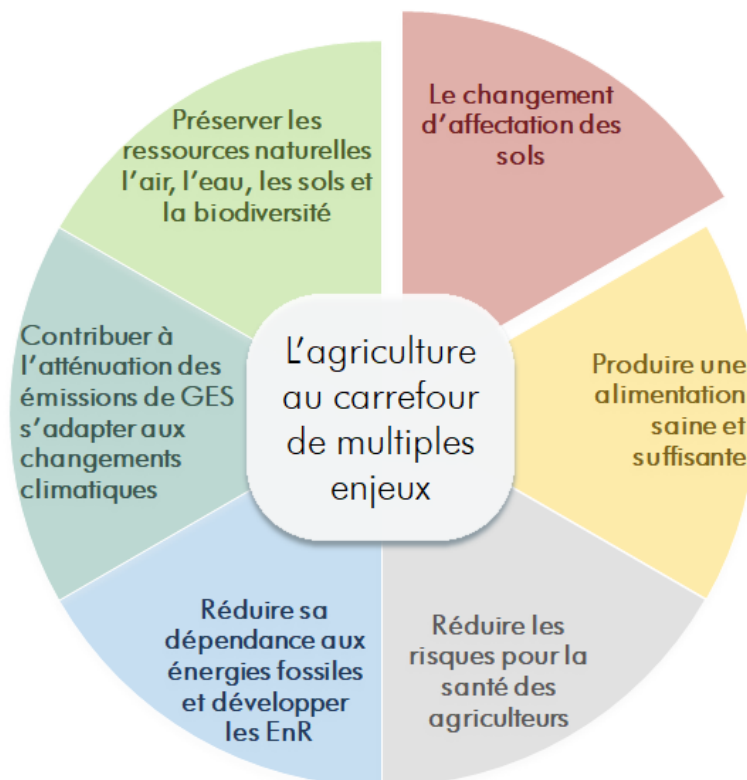 Le changement
d'affectation des
sols
Produire une
alimentation
saine et
suffisante
Réduire les
risques pour la
santé des
agriculteurs
Réduire sa
dépendance aux
énergies fossiles
et développer
les EnR
Contribuer à
l'atténuation des
émissions de GES
s'adapter aux
changements
climatiques
Préserver les
ressources naturelles
l'air, l'eau, les sols et
la biodiversité
L'agriculture
au carrefour
de multiples
enjeux